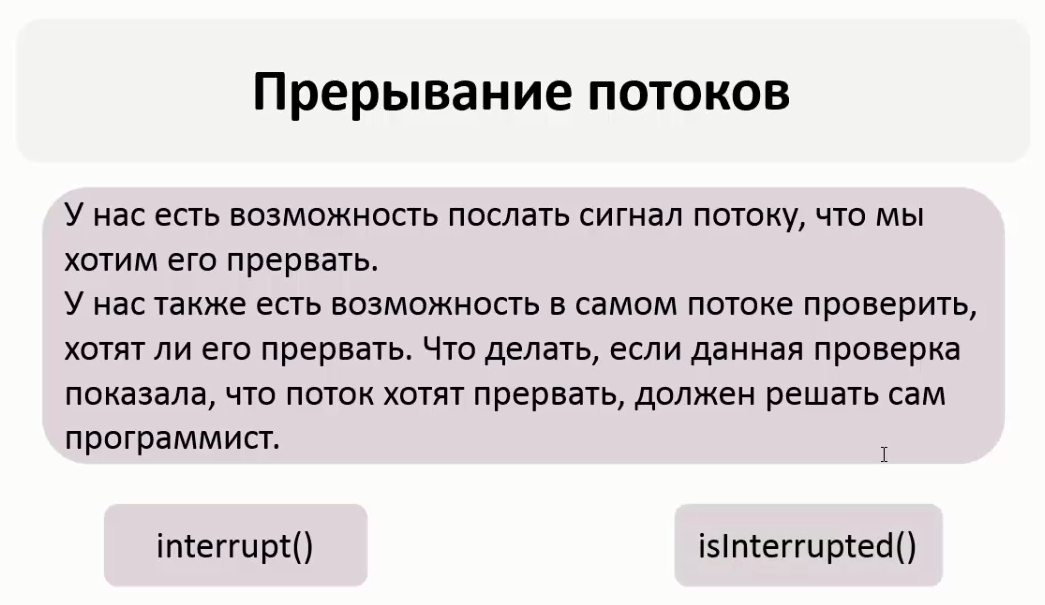 Прерывание потоков
У нас есть возможность послать сигнал потоку, что мы
хотим его прервать.
У нас также есть возможность в самом потоке проверить,
хотят ли его прервать. Что делать, если данная проверка
показала, что поток хотят прервать, должен решать сам
программист.
interrupt()
isInterrupted()